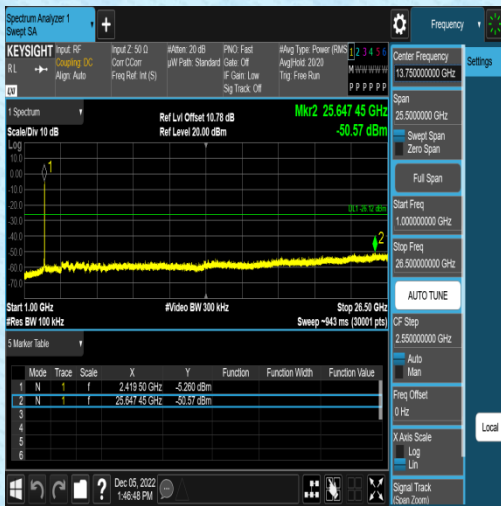 Spectrum Analyzer 1
Swept SA
Frequency
KEYSIGHT
Input: RF
Coupling: DC
Align: Auto
Input Z: 50 Ω
Corr CCorr
Freq Ref: Int (S)
#Atten: 20 dB
µW Path: Standard
PNO: Fast
Gate: Off
IF Gain: Low
Sig Track: Off
#Avg Type: Power (RMS
Avg|Hold: 20/20
Trig: Free Run
1 2 3 4 5 6
M W W W W W
P P P P P P
R L
LXI
Center Frequency
13.750000000 GHz
Settings
Span
25.5000000 GHz
Swept Span
Zero Span
Full Span
Start Freq
1.000000000 GHz
Stop Freq
26.500000000 GHz
AUTO TUNE
CF Step
2.550000000 GHz
Auto
Man
Freq Offset
0 Hz
X Axis Scale
Log
Lin
Signal Track
(Span Zoom)
Local
1 Spectrum
Scale/Div 10 dB
Log
Ref Lvl Offset 10.78 dB
Ref Level 20.00 dBm
Mkr2 25.647 45 GHz
-50.57 dBm
10.0
0.00
-10.0
-20.0
-30.0
-40.0
-50.0
-60.0
-70.0
1
2
Start 1.00 GHz
#Res BW 100 kHz
#Video BW 300 kHz
Stop 26.50 GHz
Sweep ~943 ms (30001 pts)
5 Marker Table
Mode Trace Scale X Y Function Function Width Function Value
1 N 1 f 2.419 50 GHz -5.260 dBm
2 N 1 f 25.647 45 GHz -50.57 dBm
3
4
5
6
Dec 05, 2022
1:46:48 PM